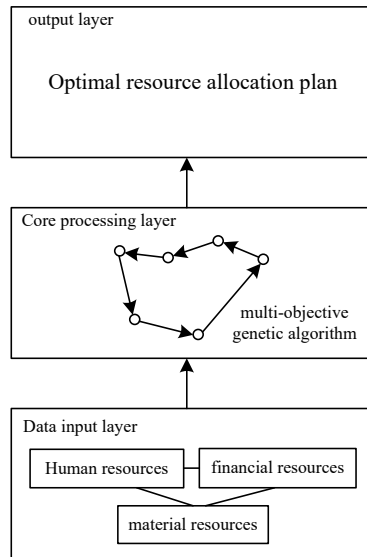 output layer
Optimal resource allocation plan
Core processing layer
multi-objective
genetic algorithm
Data input layer
Human resources
financial resources
material resources